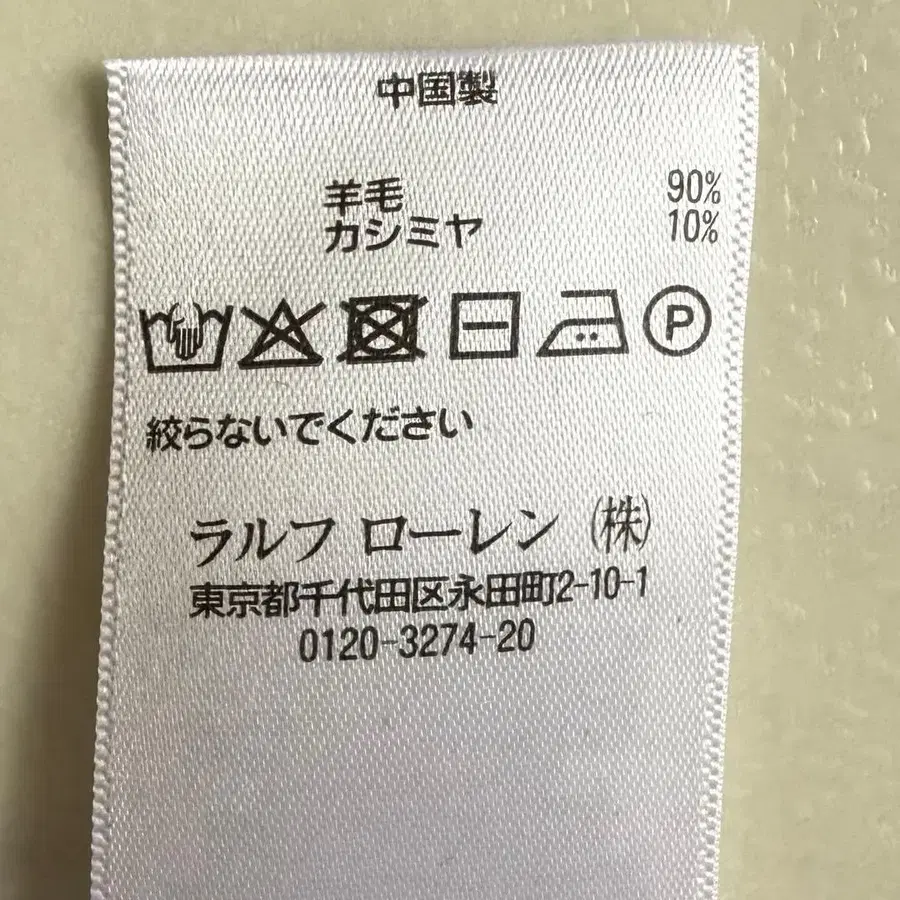 中国製
羊毛 90%
カシミヤ 10%
P
絞らないでください
ラルフ ローレン (株)
東京都千代田区永田町2-10-1
0120-3274-20